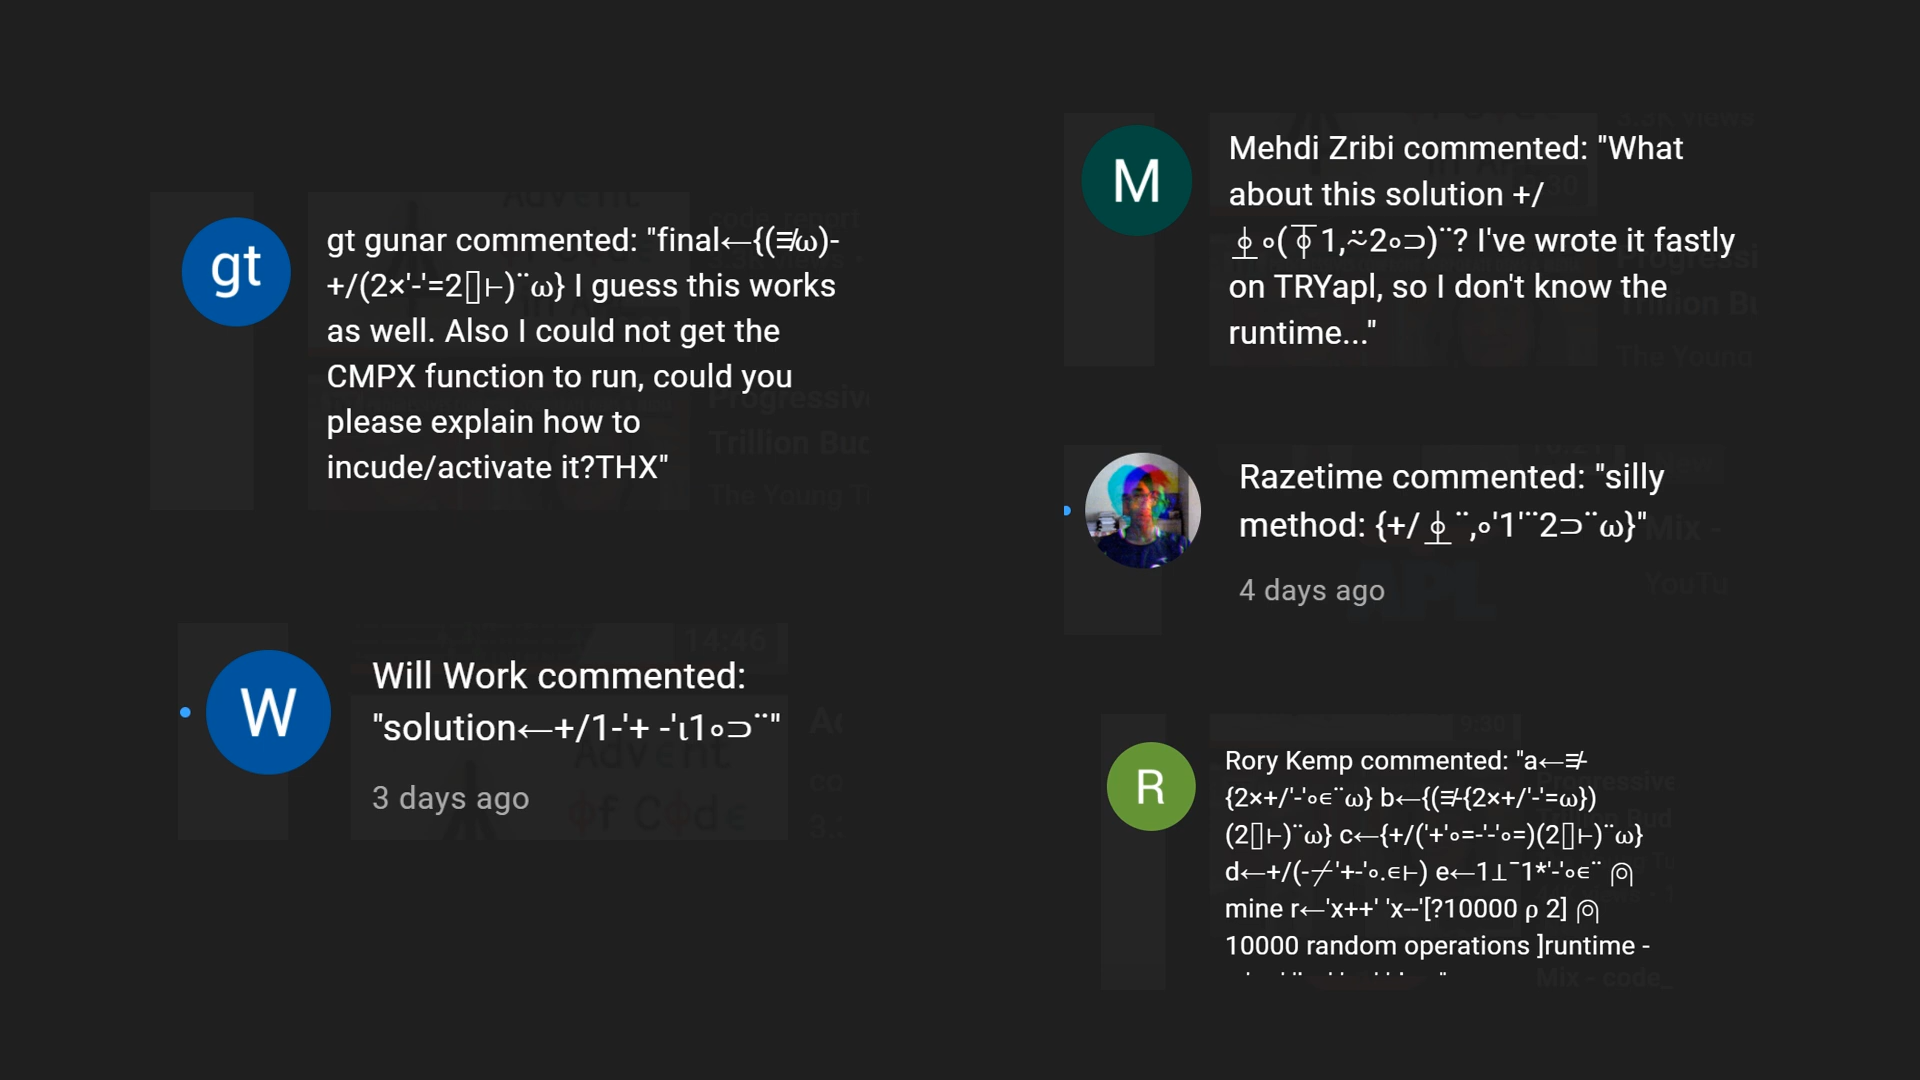 gt
gt gunar commented: "final←{(≢⍵)-
+/(2×'-'=2⌷⊢)¨⍵} I guess this works
as well. Also I could not get the
CMPX function to run, could you
please explain how to
incude/activate it?THX"
W
Will Work commented:
"solution←+/1-'+ -'⍳1∘⊃¨"
3 days ago
M
Mehdi Zribi commented: "What
about this solution +/
⍎∘(⍕1,⍨2∘⊃)¨? I've wrote it fastly
on TRYapl, so I don't know the
runtime..."
Razetime commented: "silly
method: {+/⍎¨,∘'1'¨2⊃¨⍵}"
4 days ago
R
Rory Kemp commented: "a←≢-
{2×+/'-'∘∊¨⍵} b←{(≢-{2×+/'-'=⍵})
(2⌷⊢)¨⍵} c←{+/('+'∘=-'-'∘=)(2⌷⊢)¨⍵}
d←+/(-⌿'+-'∘.∊⊢) e←1⊥¯1*'-'∘∊¨ ⍝
mine r←'x++' 'x--'[?10000 ⍴ 2] ⍝
10000 random operations ]runtime -